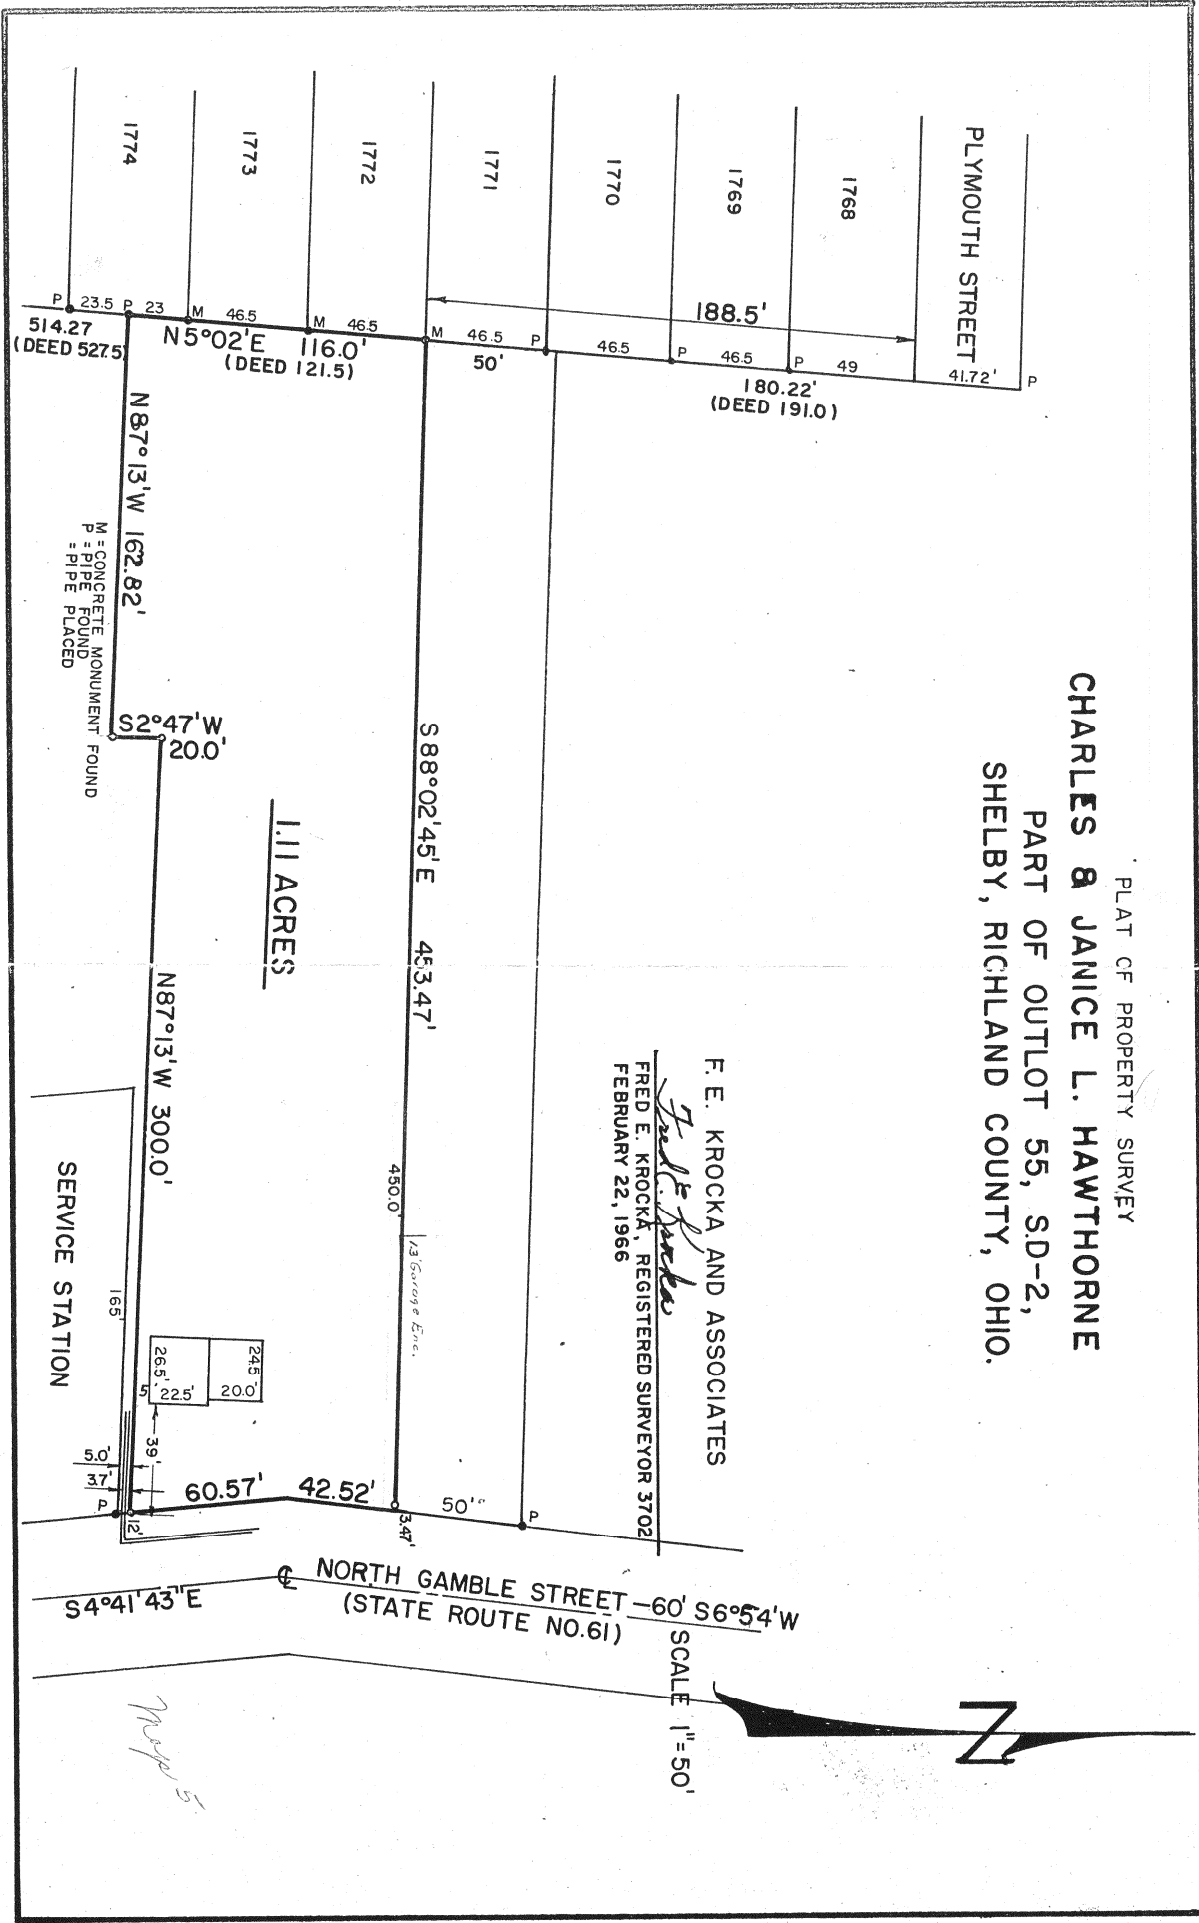 PLAT OF PROPERTY SURVEY
CHARLES & JANICE L. HAWTHORNE
PART OF OUTLOT 55, S.D-2,
SHELBY, RICHLAND COUNTY, OHIO.
F. E. KROCKA AND ASSOCIATES
Fred E. Krocka
FRED E. KROCKA, REGISTERED SURVEYOR 3702
FEBRUARY 22, 1966
PLYMOUTH STREET
1768
1769
1770
1771
1772
1773
1774
P
41.72'
49
P
46.5
P
46.5
P
46.5
M
46.5
M
46.5
M
23
P
23.5
P
188.5'
180.22'
(DEED 191.0)
50'
N 5°02'E 116.0'
(DEED 121.5)
514.27
(DEED 527.5)
N87°13'W 162.82'
M = CONCRETE MONUMENT FOUND
P = PIPE FOUND
= PIPE PLACED
S2°47'W
20.0'
S 88°02'45"E 453.47'
450.0'
13' Garage Enc.
1.11 ACRES
N87°13'W 300.0'
SERVICE STATION
165'
24.5'
20.0'
26.5'
22.5'
5
39'
5.0'
3.7'
P
12'
60.57'
42.52'
3.47'
50'
P
NORTH GAMBLE STREET - 60' S6°54'W
(STATE ROUTE NO.61)
S4°41'43"E
SCALE 1"=50'
N